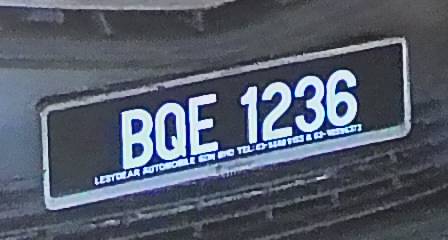 BQE 1236
AUTOMOBILE SDN BHD TEL: